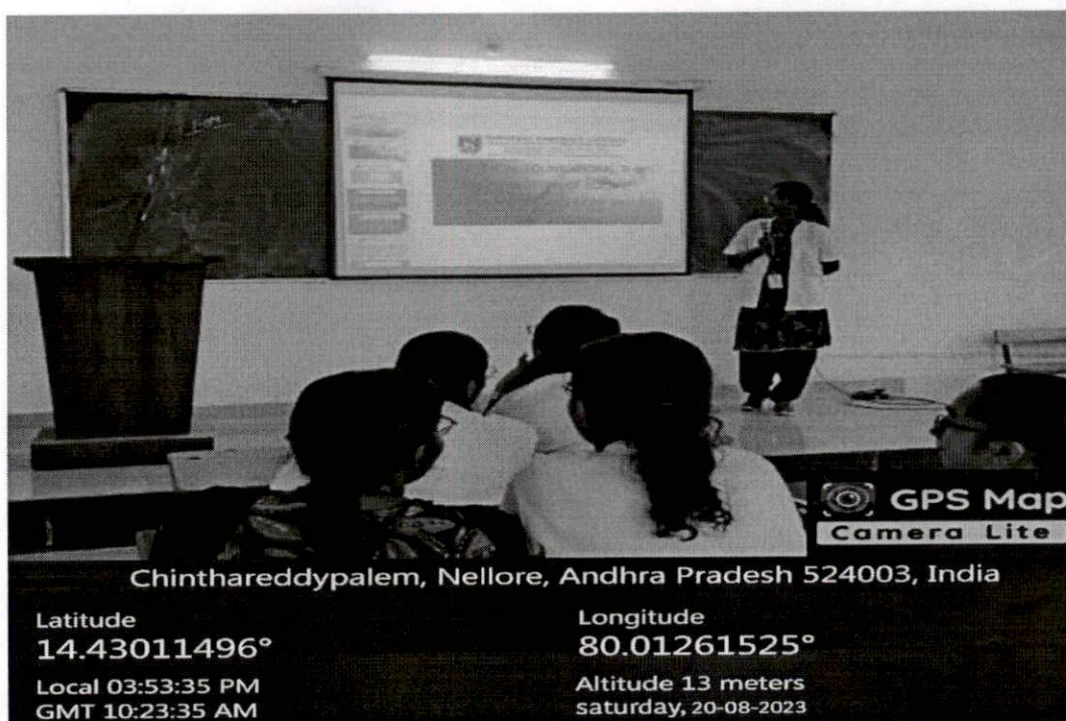 GPS Map
Camera Lite
Chinthareddypalem, Nellore, Andhra Pradesh 524003, India
Latitude
14.43011496°
Longitude
80.01261525°
Local 03:53:35 PM
GMT 10:23:35 AM
Altitude 13 meters
saturday, 20-08-2023